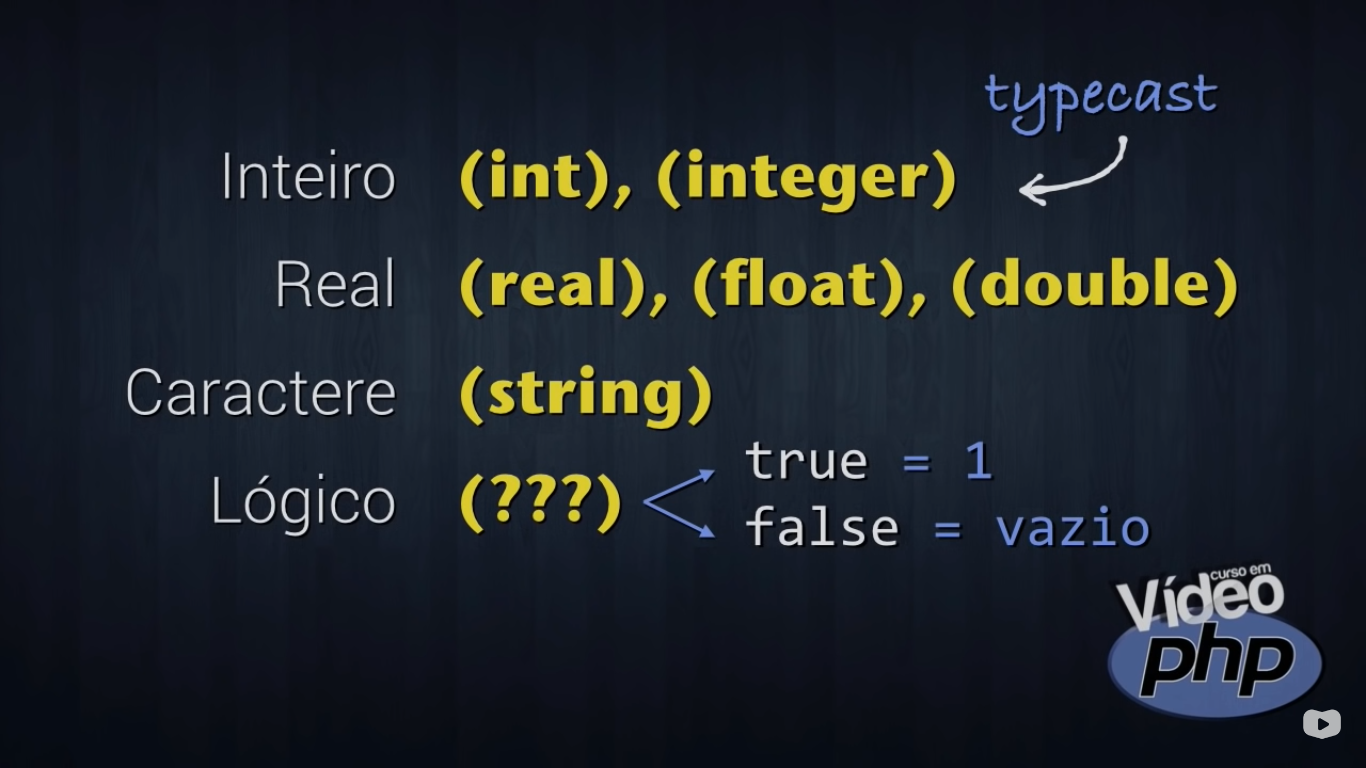 typecast
Inteiro (int), (integer)
Real (real), (float), (double)
Caractere (string)
true = 1
Lógico (???)
false = vazio
curso em
Vídeo
php